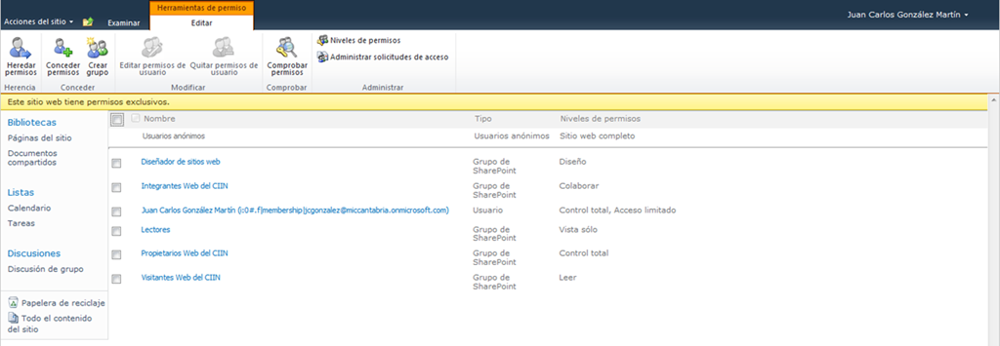 Herramientas de permiso
Acciones del sitio
Examinar
Editar
Juan Carlos González Martín
Heredar permisos
Conceder permisos
Crear grupo
Editar permisos de usuario
Quitar permisos de usuario
Comprobar permisos
Niveles de permisos
Administrar solicitudes de acceso
Herencia
Conceder
Modificar
Comprobar
Administrar
Este sitio web tiene permisos exclusivos.
Bibliotecas
Páginas del sitio
Documentos
compartidos
Listas
Calendario
Tareas
Discusiones
Discusión de grupo
Papelera de reciclaje
Todo el contenido
del sitio
Nombre Tipo Niveles de permisos
Usuarios anónimos Usuarios anónimos Sitio web completo
Diseñador de sitios web Grupo de SharePoint Diseño
Integrantes Web del CIIN Grupo de SharePoint Colaborar
Juan Carlos González Martín (i:0#.f|membership|jcgonzalez@miccantabria.onmicrosoft.com) Usuario Control total, Acceso limitado
Lectores Grupo de SharePoint Vista sólo
Propietarios Web del CIIN Grupo de SharePoint Control total
Visitantes Web del CIIN Grupo de SharePoint Leer